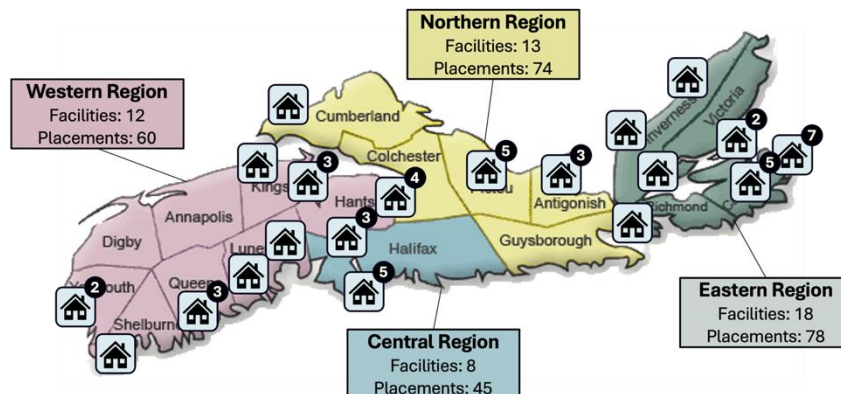 Northern Region
Facilities: 13
Placements: 74
Western Region
Facilities: 12
Placements: 60
Cumberland
Colchester
Inverness
Victoria
2
7
5
5
3
3
4
Kings
Hants
Antigonish
Richmond
Annapolis
3
Halifax
Guysborough
Digby
5
2
3
Shelburne
Eastern Region
Facilities: 18
Placements: 78
Central Region
Facilities: 8
Placements: 45